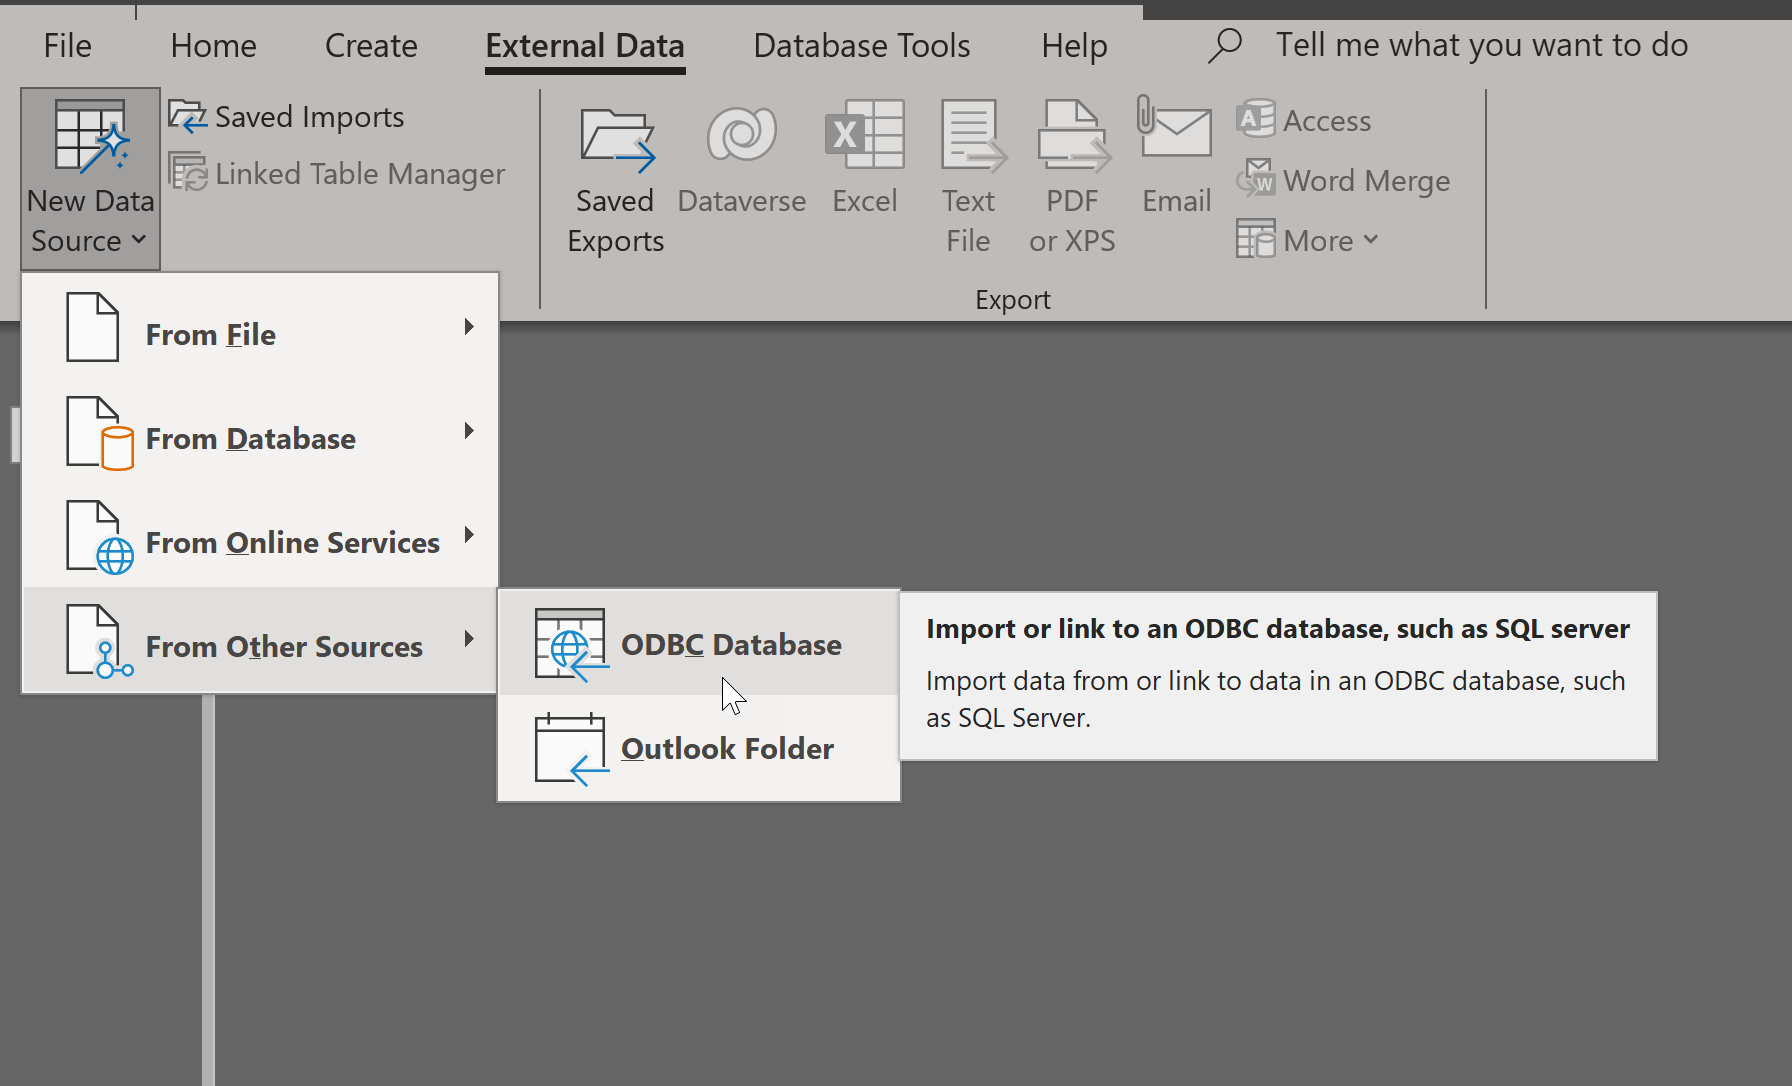 File Home Create External Data Database Tools Help Tell me what you want to do
New Data
Source
Saved Imports
Linked Table Manager
Saved
Exports
Dataverse
Excel
Text
File
PDF
or XPS
Email
Access
Word Merge
More
Export
From File
From Database
From Online Services
From Other Sources
ODBC Database
Outlook Folder
Import or link to an ODBC database, such as SQL server
Import data from or link to data in an ODBC database, such
as SQL Server.